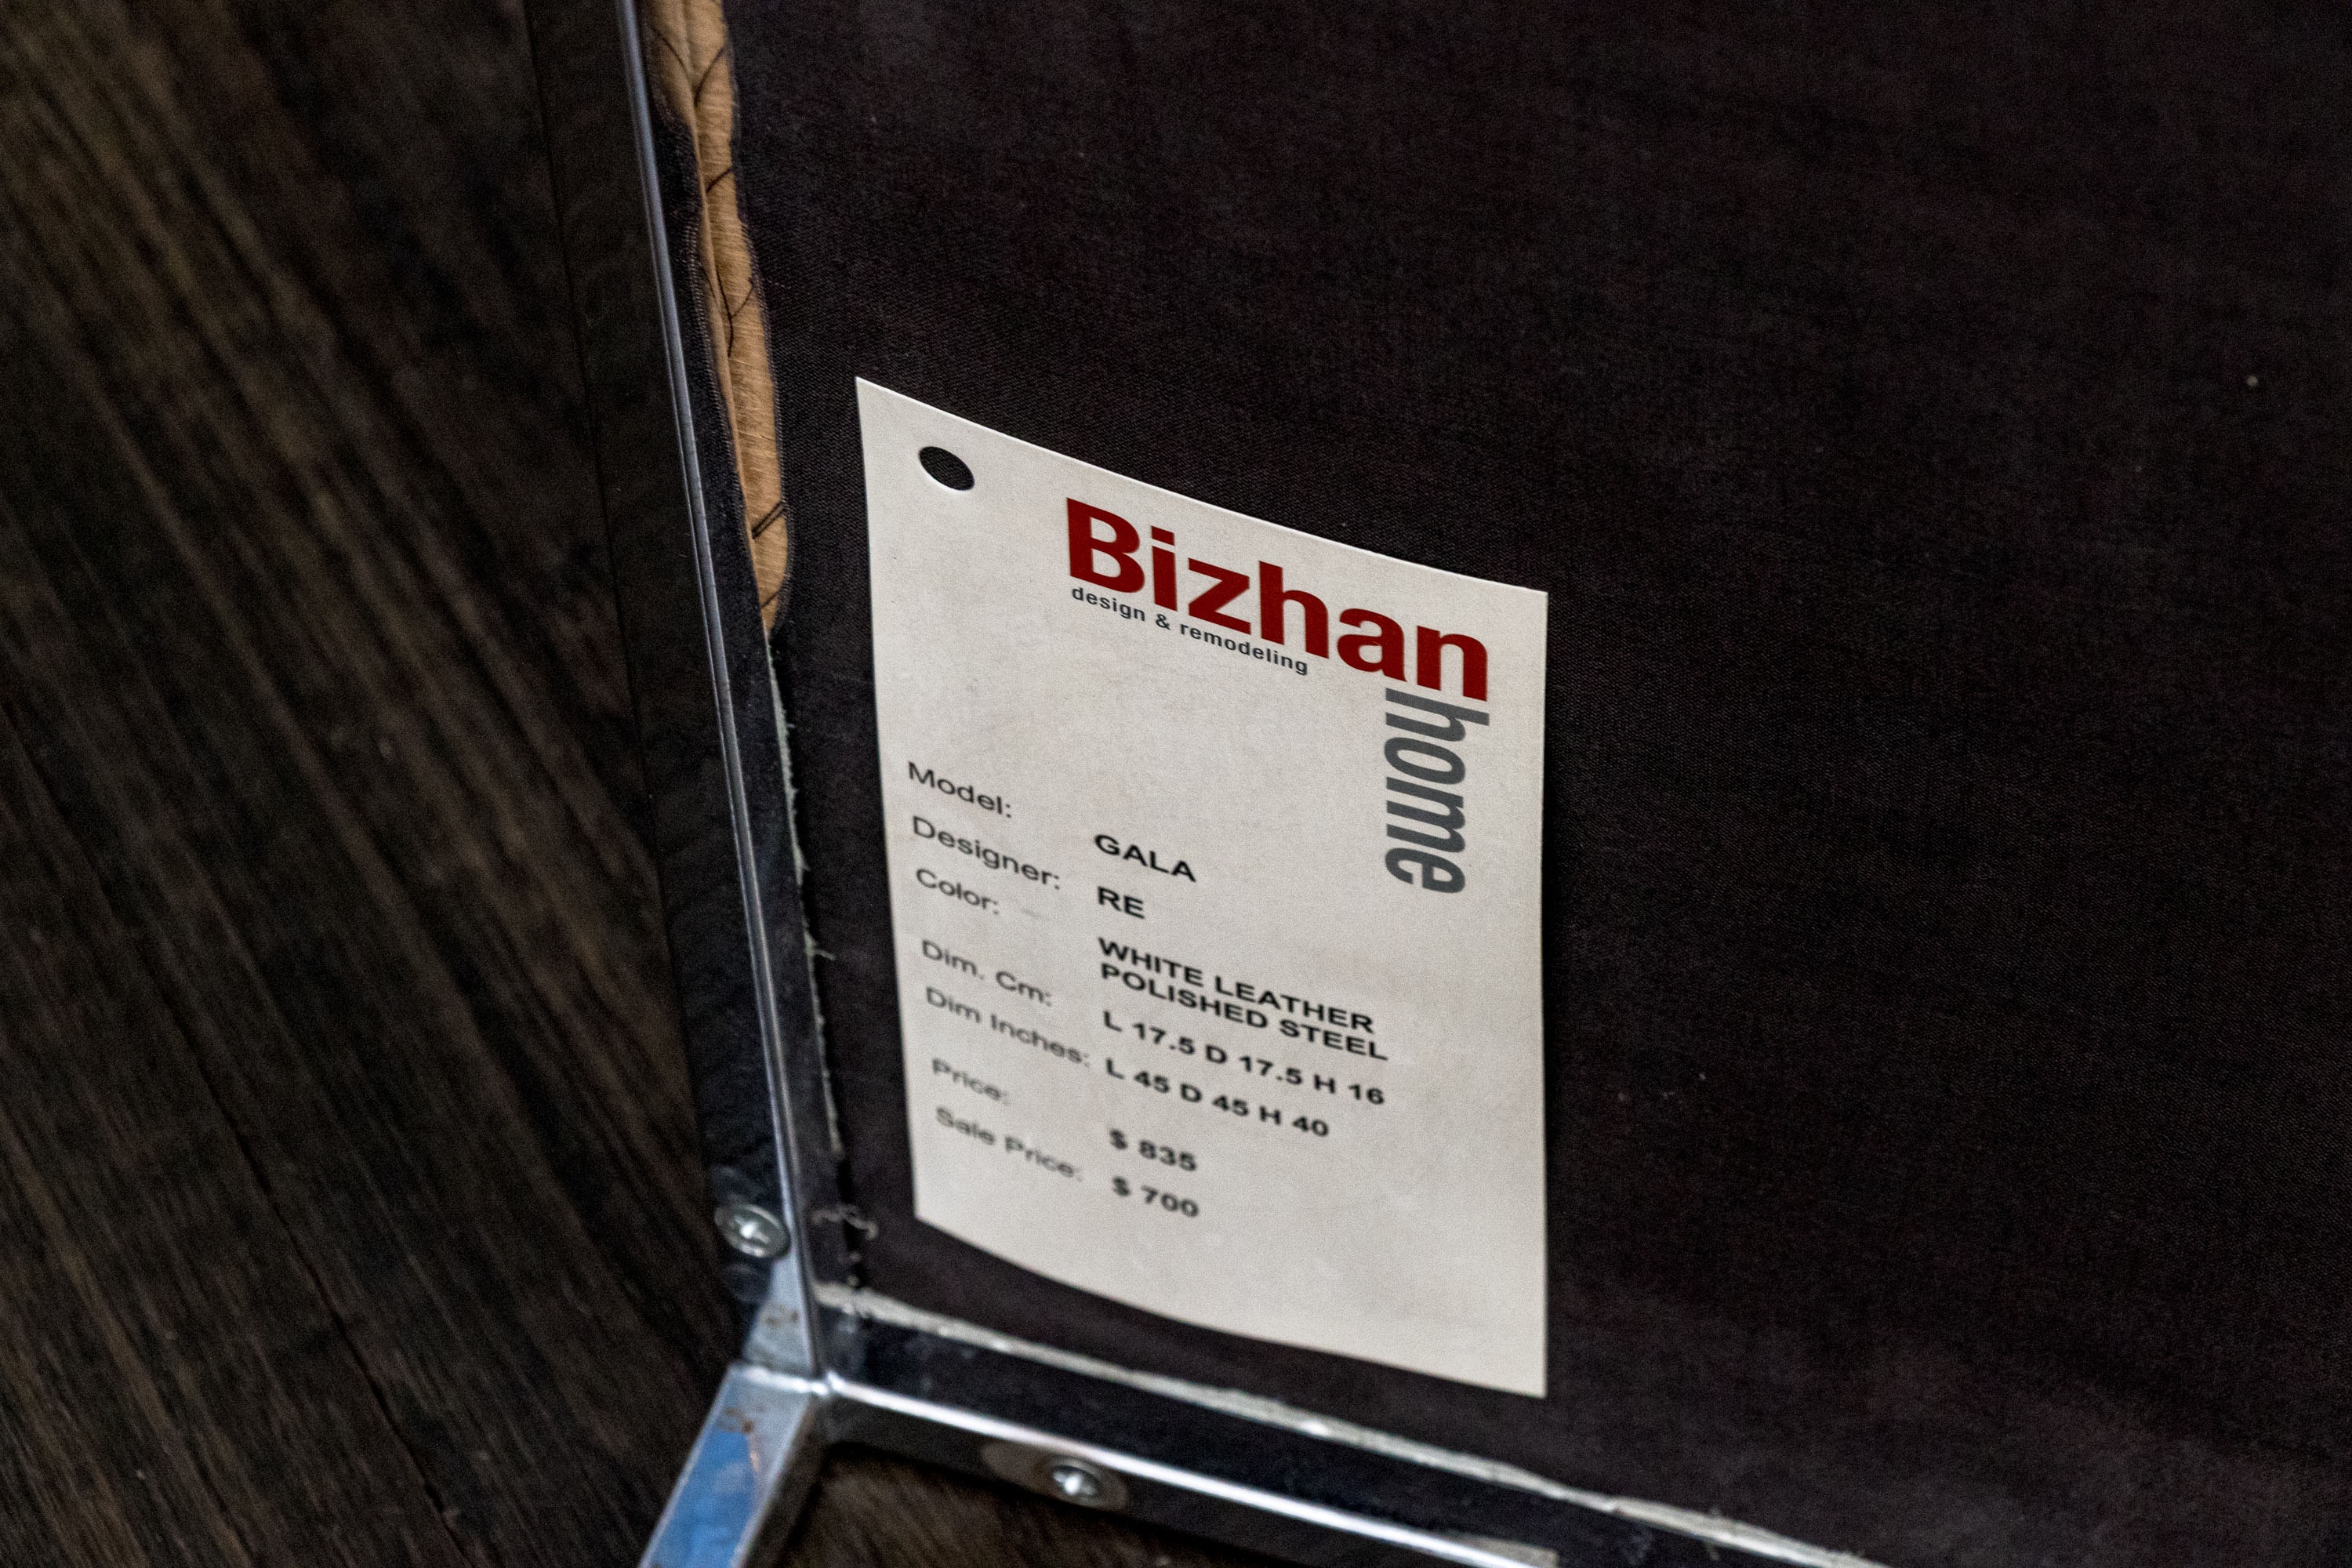 Bizhan
design & remodeling
home
Model: GALA
Designer: RE
Color: WHITE LEATHER
POLISHED STEEL
Dim. Cm: L 17.5 D 17.5 H 16
Dim Inches: L 45 D 45 H 40
Price: $ 835
Sale Price: $ 700